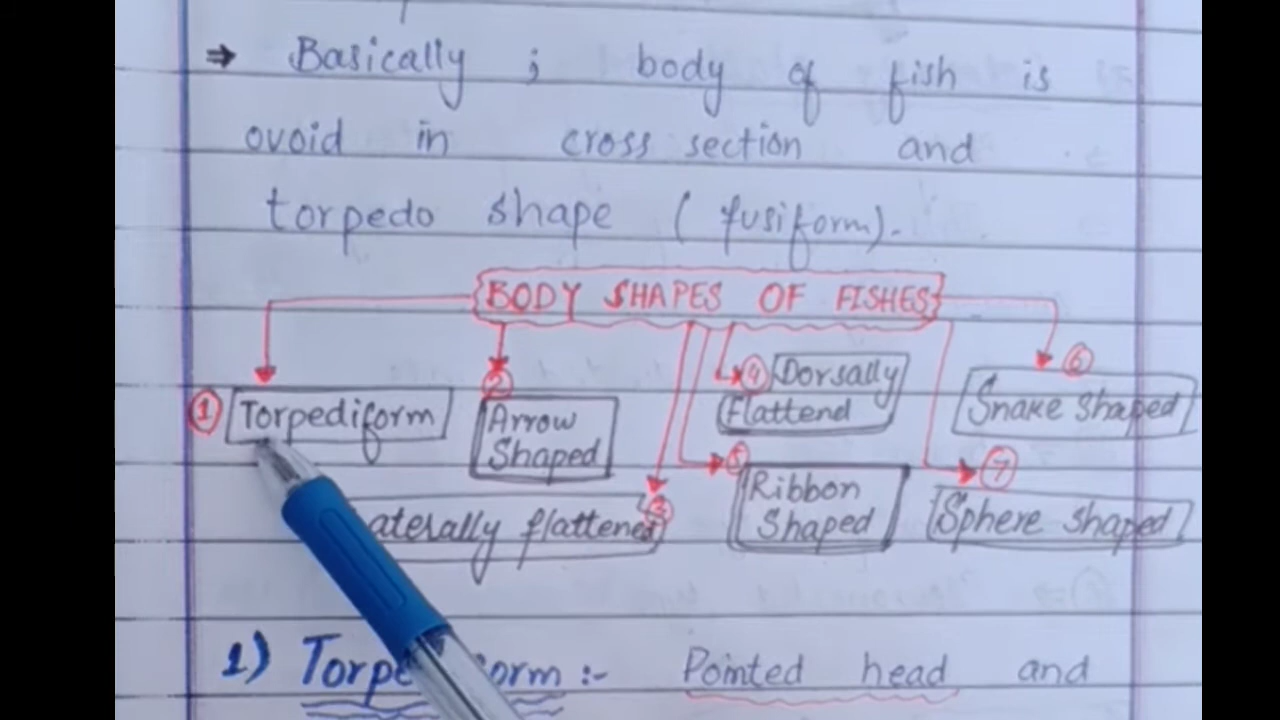 ⇒ Basically ; body of fish is
ovoid in cross section and
torpedo shape ( fusiform).
BODY SHAPES OF FISHES
① Torpediform
② Arrow
Shaped
③ aterally flattened
④ Dorsally
Flattend
⑤ Ribbon
Shaped
⑥ Snake Shaped
⑦ Sphere shaped
1) Torpe orm :- Pointed head and